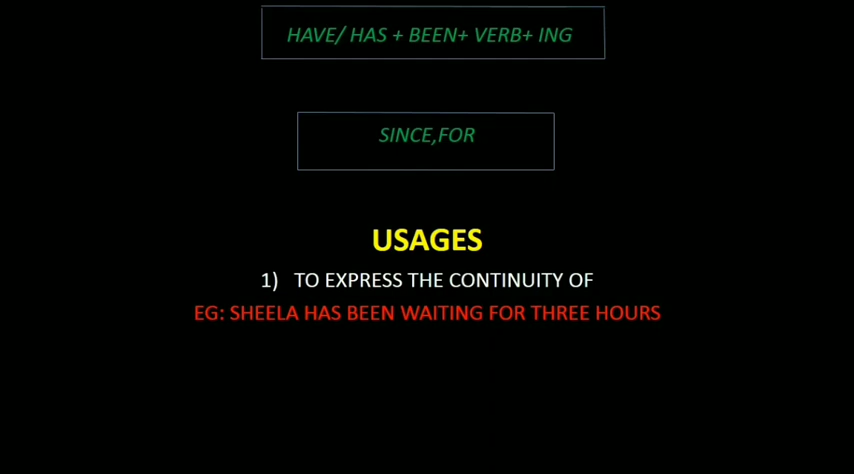 HAVE/ HAS + BEEN+ VERB+ ING
SINCE,FOR
USAGES
1) TO EXPRESS THE CONTINUITY OF
EG: SHEELA HAS BEEN WAITING FOR THREE HOURS